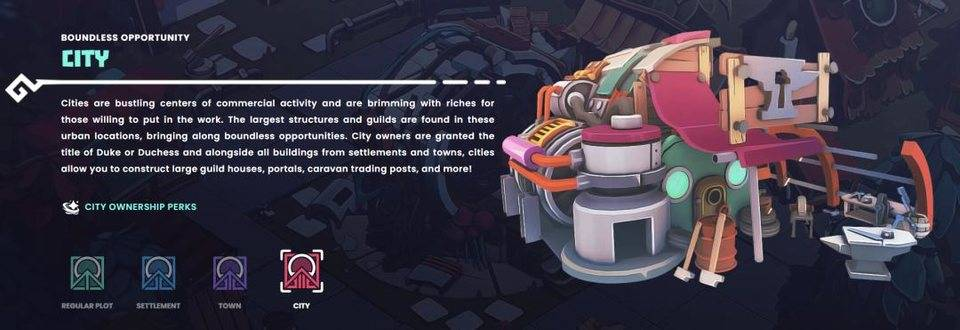 BOUNDLESS OPPORTUNITY
CITY
Cities are bustling centers of commercial activity and are brimming with riches for
those willing to put in the work. The largest structures and guilds are found in these
urban locations, bringing along boundless opportunities. City owners are granted the
title of Duke or Duchess and alongside all buildings from settlements and towns, cities
allow you to construct large guild houses, portals, caravan trading posts, and more!
CITY OWNERSHIP PERKS
REGULAR PLOT
SETTLEMENT
TOWN
CITY